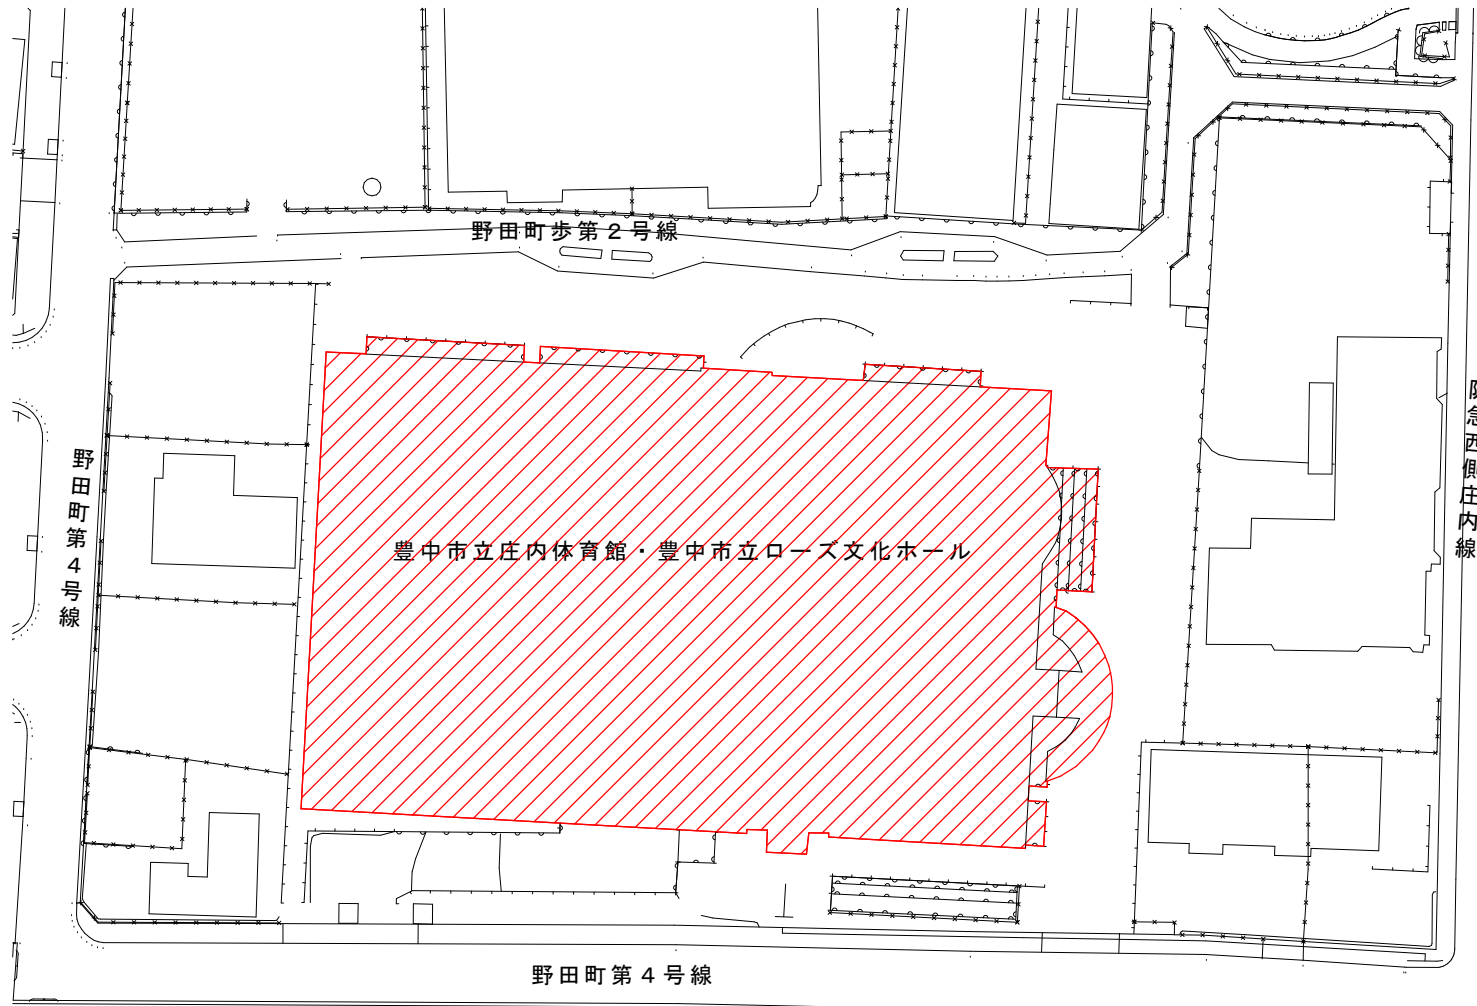 野田町歩第２号線
阪急西側庄内線
野田町第４号線
豊中市立庄内体育館・豊中市立ローズ文化ホール
野田町第４号線